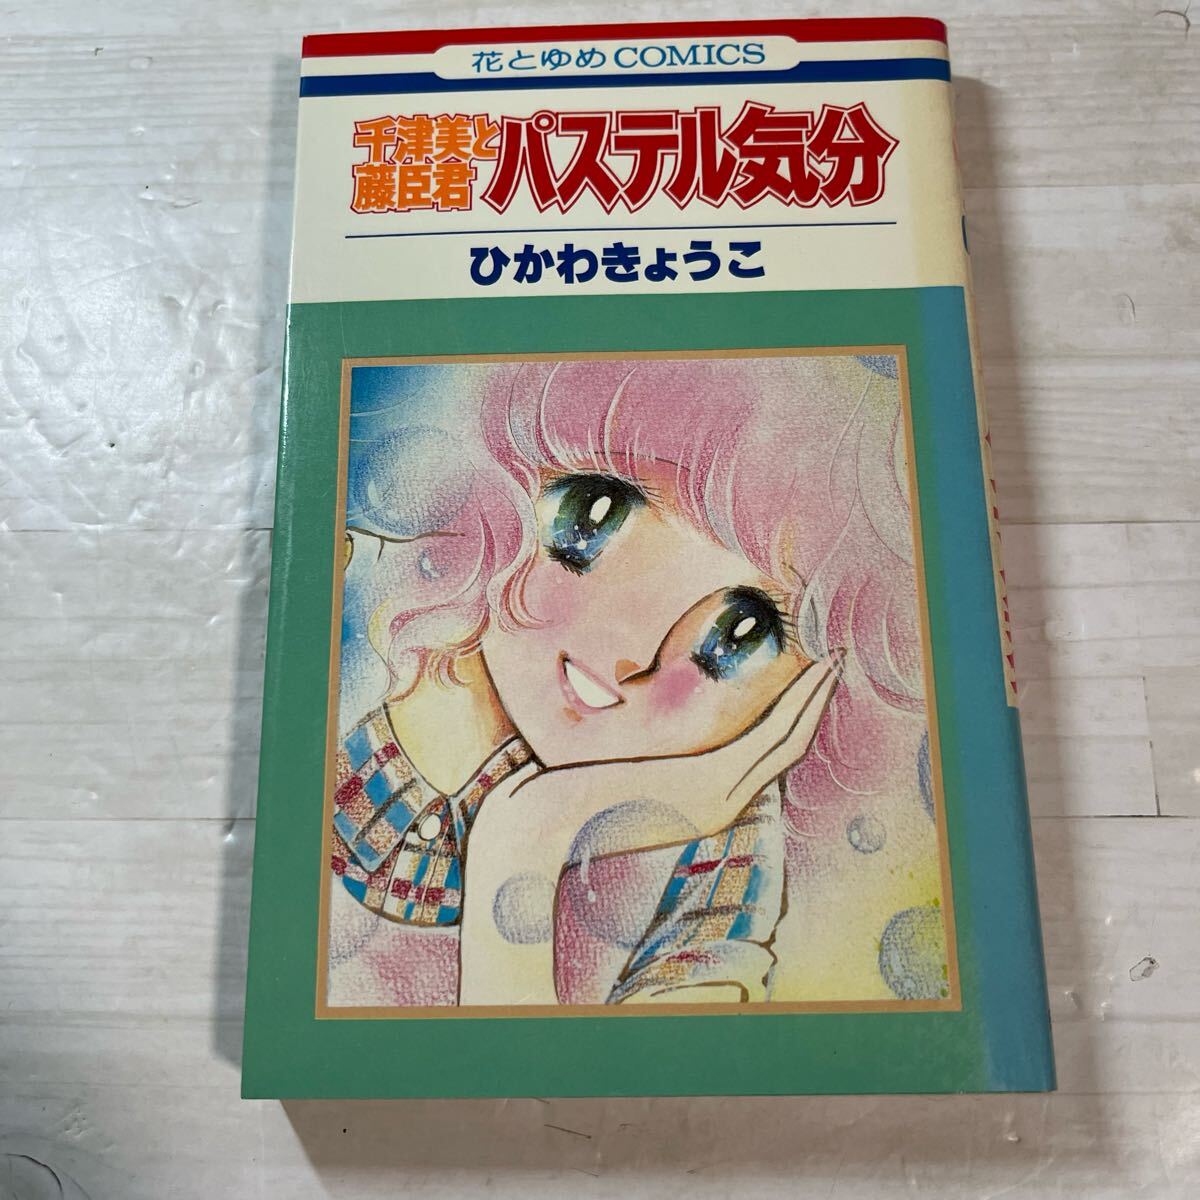 花とゆめCOMICS
千津美と
藤臣君
パステル気分
ひかわきょうこ